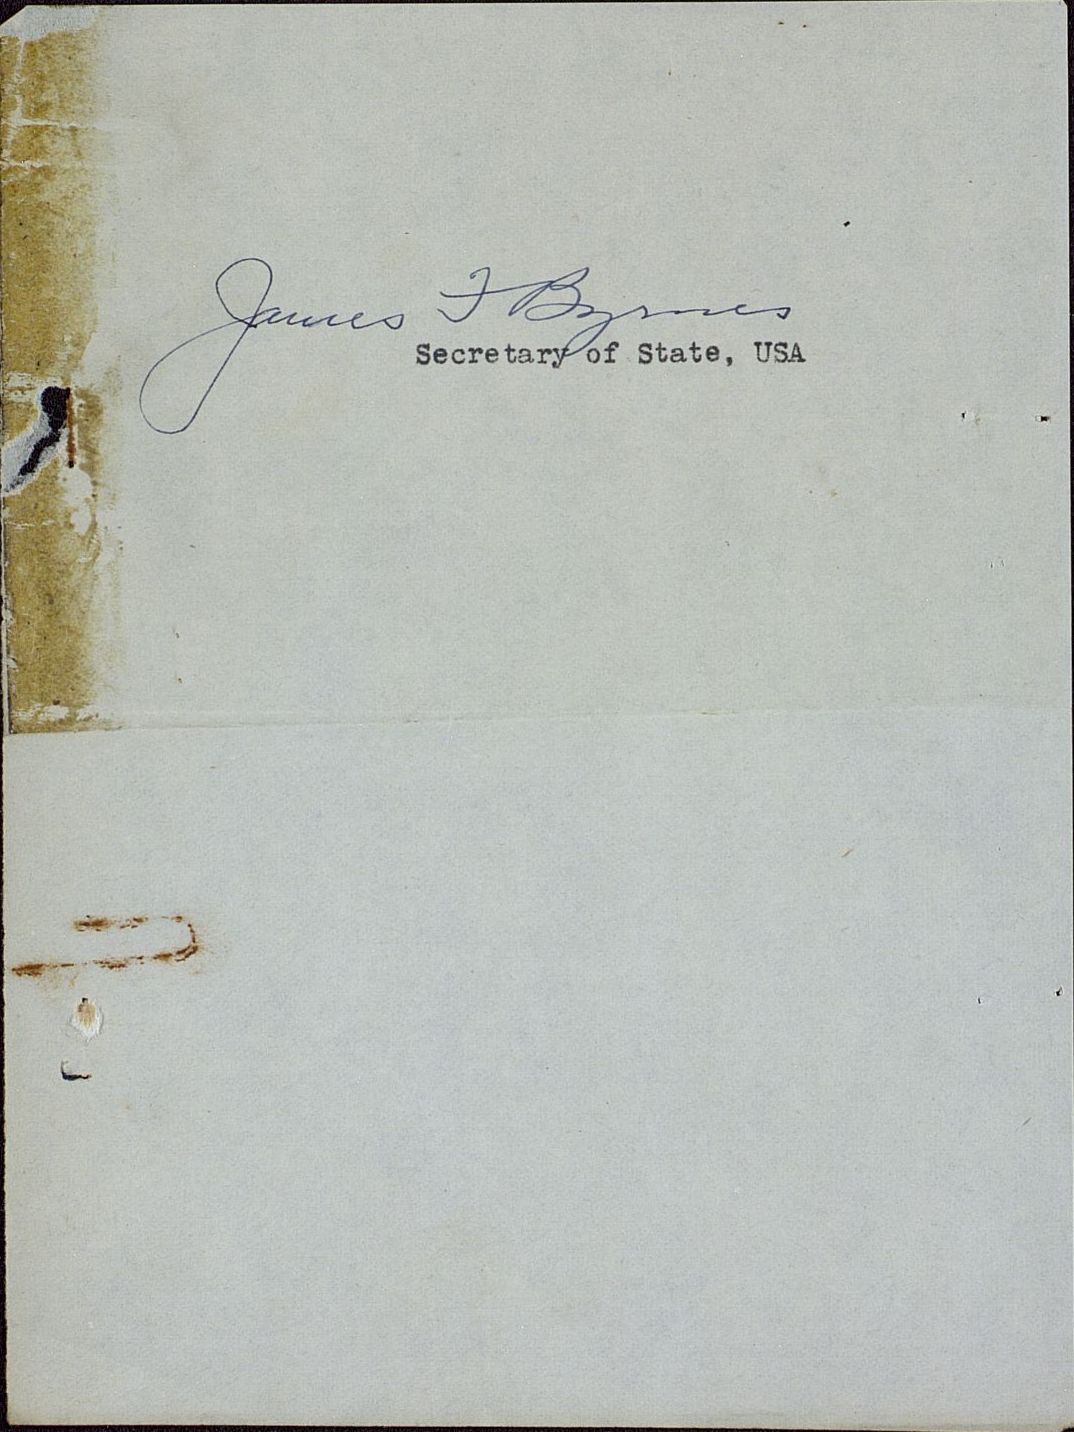 James F Byrnes
Secretary of State, USA